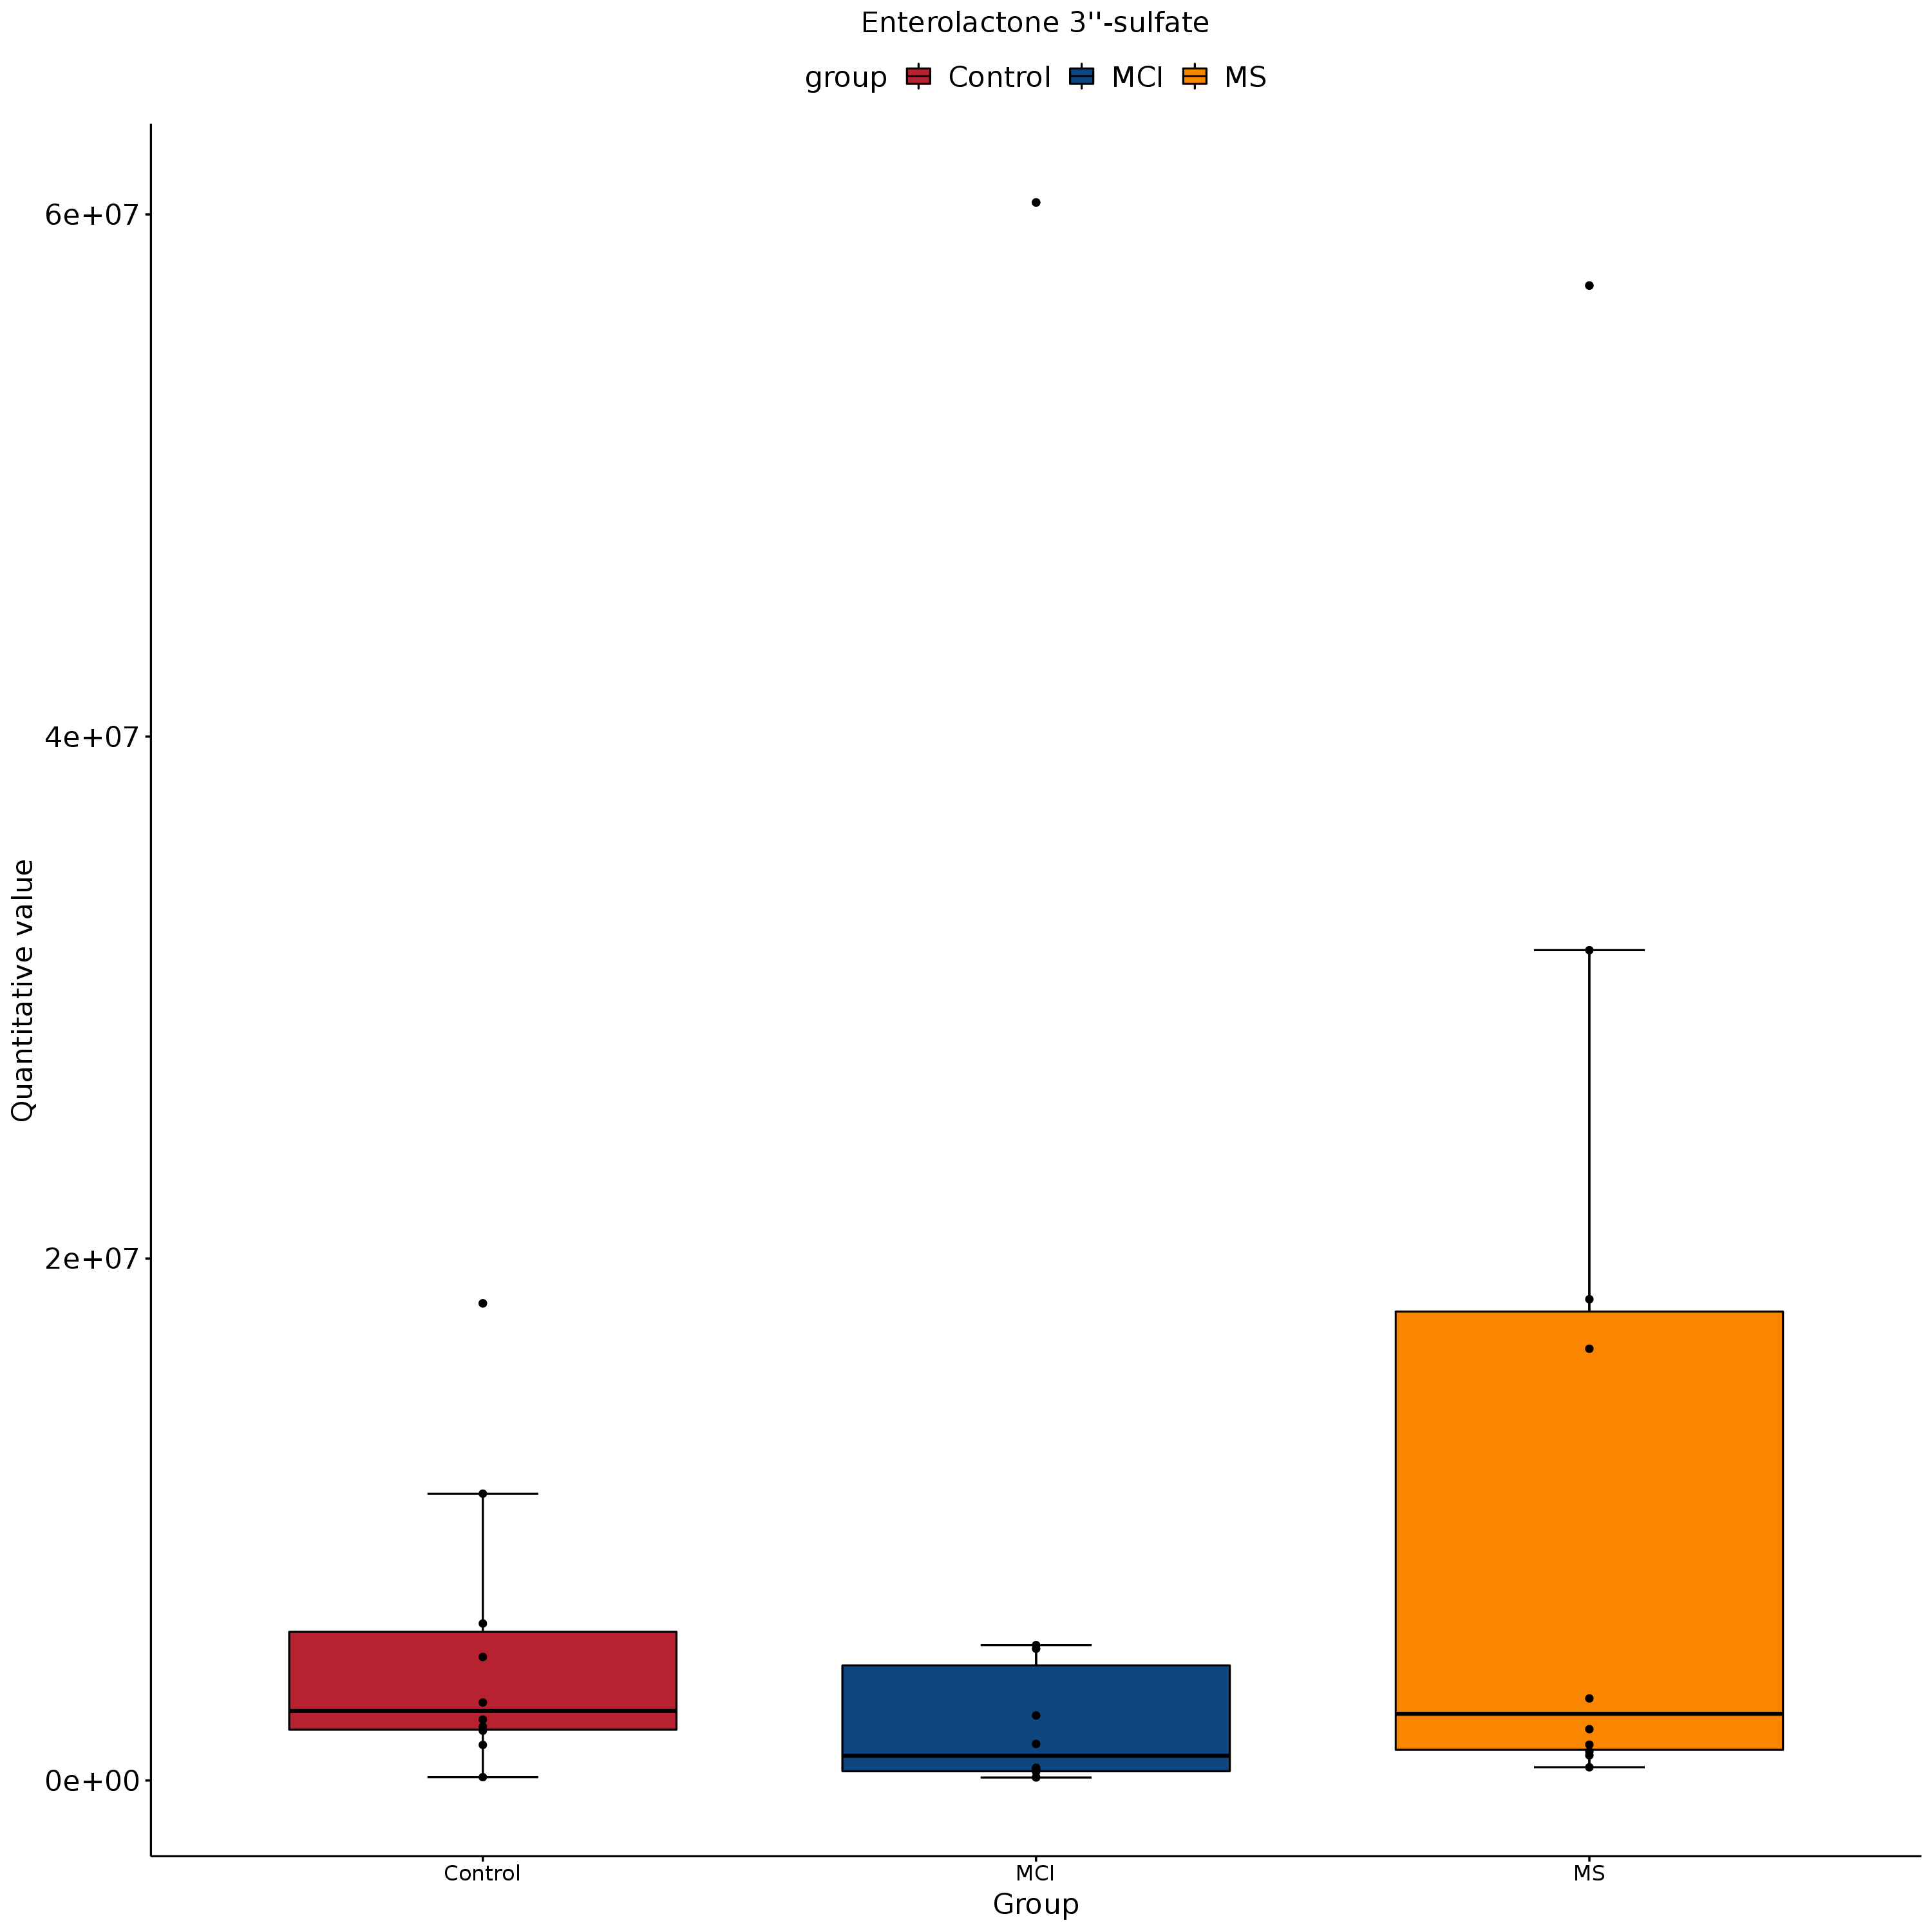 Enterolactone 3''-sulfate
group Control MCI MS
6e+07
4e+07
2e+07
0e+00
Quantitative value
Control MCI MS
Group